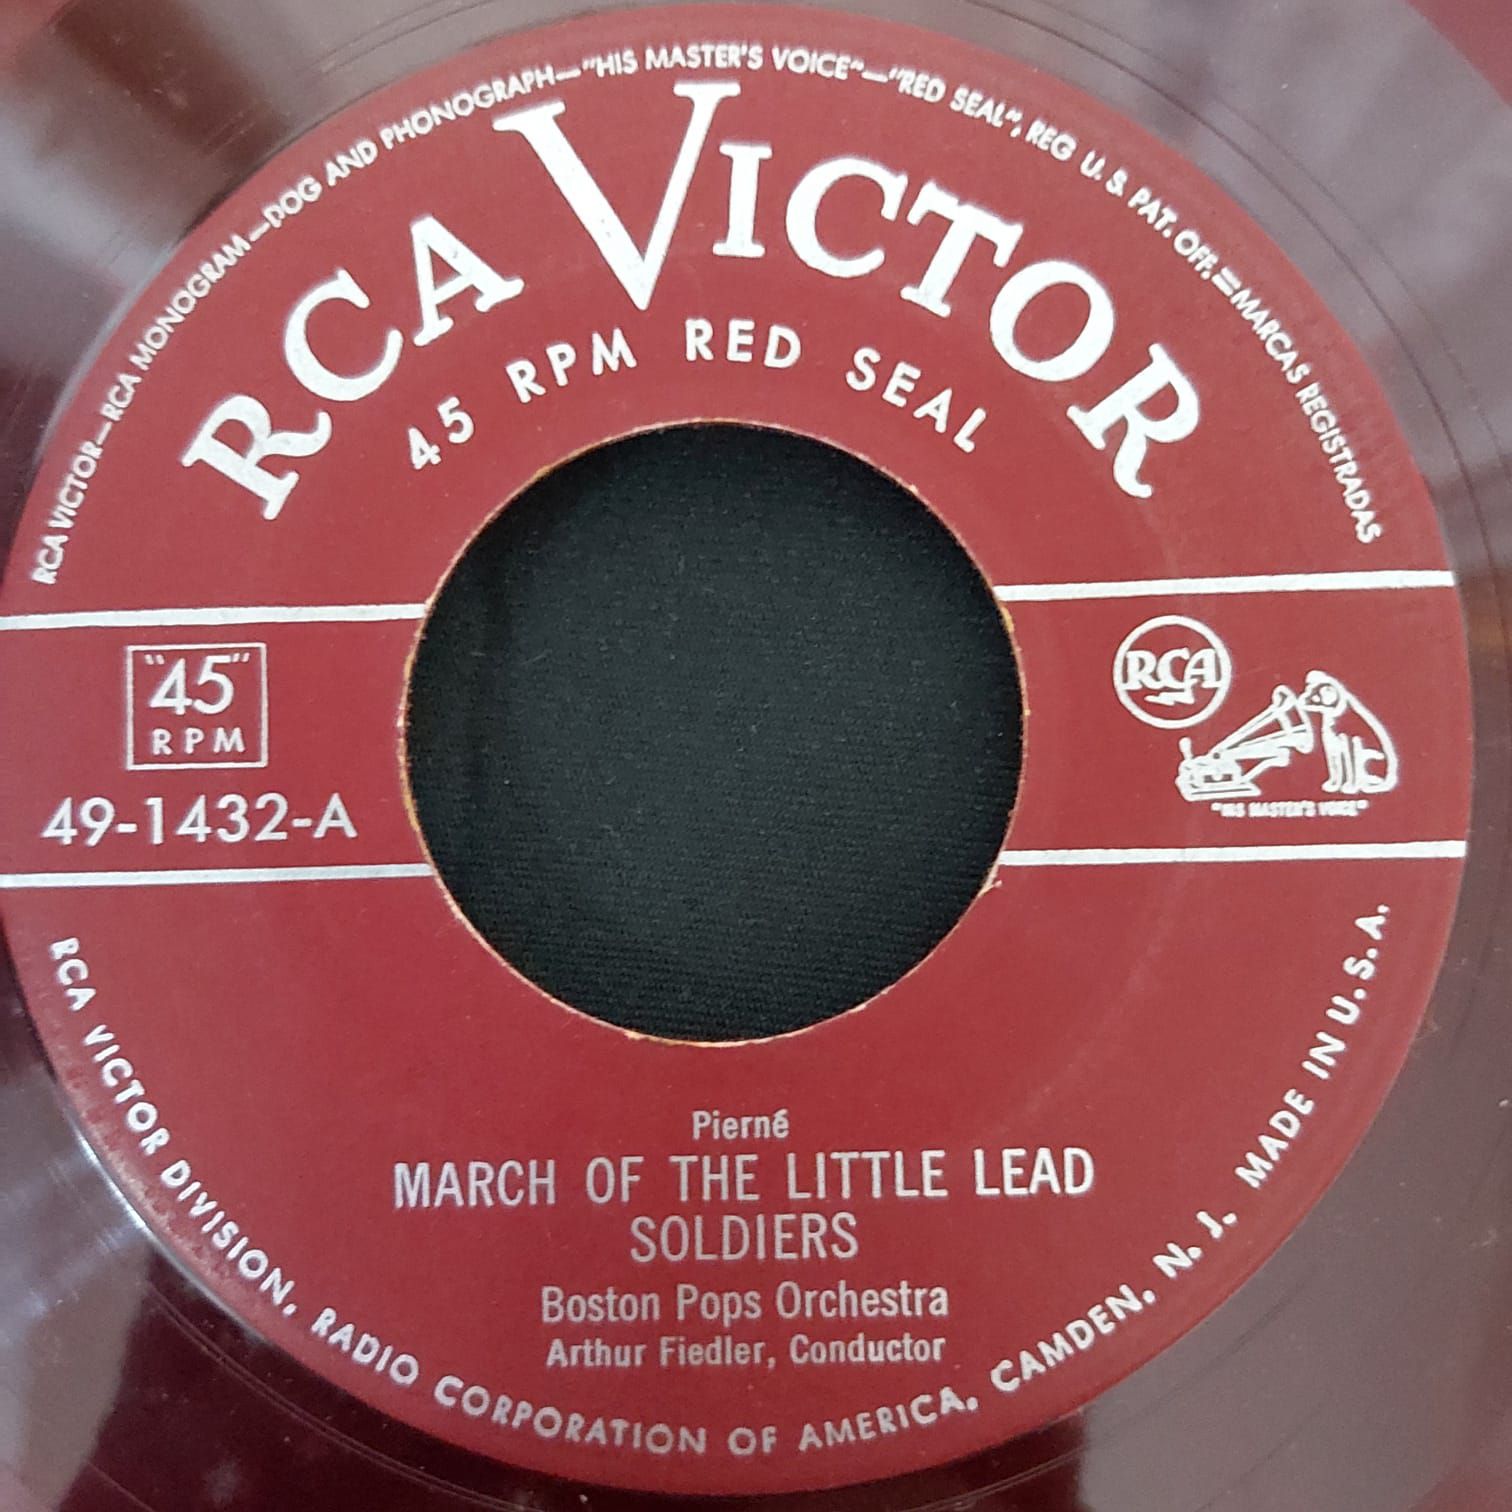 RCA VICTOR—RCA MONOGRAM—DOG AND PHONOGRAPH—"HIS MASTER'S VOICE"—"RED SEAL", REG U. S. PAT. OFF.—MARCAS REGISTRADAS
RCA VICTOR
45 RPM RED SEAL
"45"
RPM
49-1432-A
RCA
"HIS MASTER'S VOICE"
Pierné
MARCH OF THE LITTLE LEAD
SOLDIERS
Boston Pops Orchestra
Arthur Fiedler, Conductor
RCA VICTOR DIVISION, RADIO CORPORATION OF AMERICA, CAMDEN, N. J. MADE IN U.S.A.